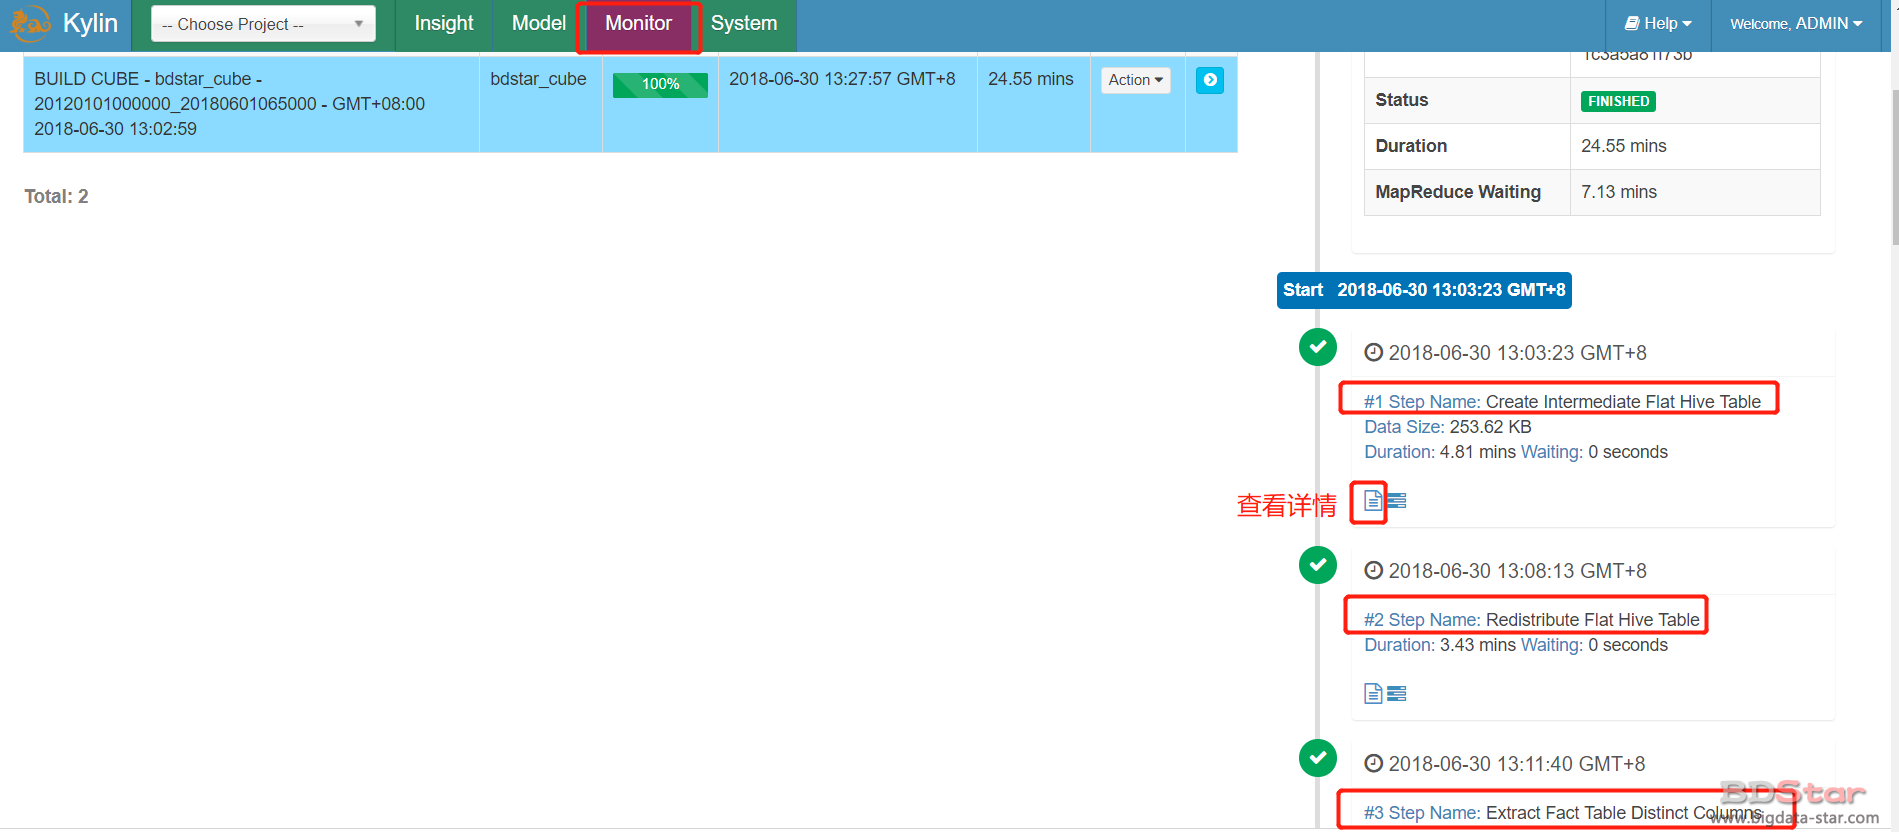 Kylin
-- Choose Project --
Insight
Model
Monitor
System
Help
Welcome, ADMIN
BUILD CUBE - bdstar_cube -
20120101000000_20180601065000 - GMT+08:00
2018-06-30 13:02:59
bdstar_cube
100%
2018-06-30 13:27:57 GMT+8
24.55 mins
Action
Total: 2
Status
FINISHED
Duration
24.55 mins
MapReduce Waiting
7.13 mins
Start 2018-06-30 13:03:23 GMT+8
2018-06-30 13:03:23 GMT+8
#1 Step Name: Create Intermediate Flat Hive Table
Data Size: 253.62 KB
Duration: 4.81 mins Waiting: 0 seconds
查看详情
2018-06-30 13:08:13 GMT+8
#2 Step Name: Redistribute Flat Hive Table
Duration: 3.43 mins Waiting: 0 seconds
2018-06-30 13:11:40 GMT+8
#3 Step Name: Extract Fact Table Distinct Columns
BDStar
www.bigdata-star.com